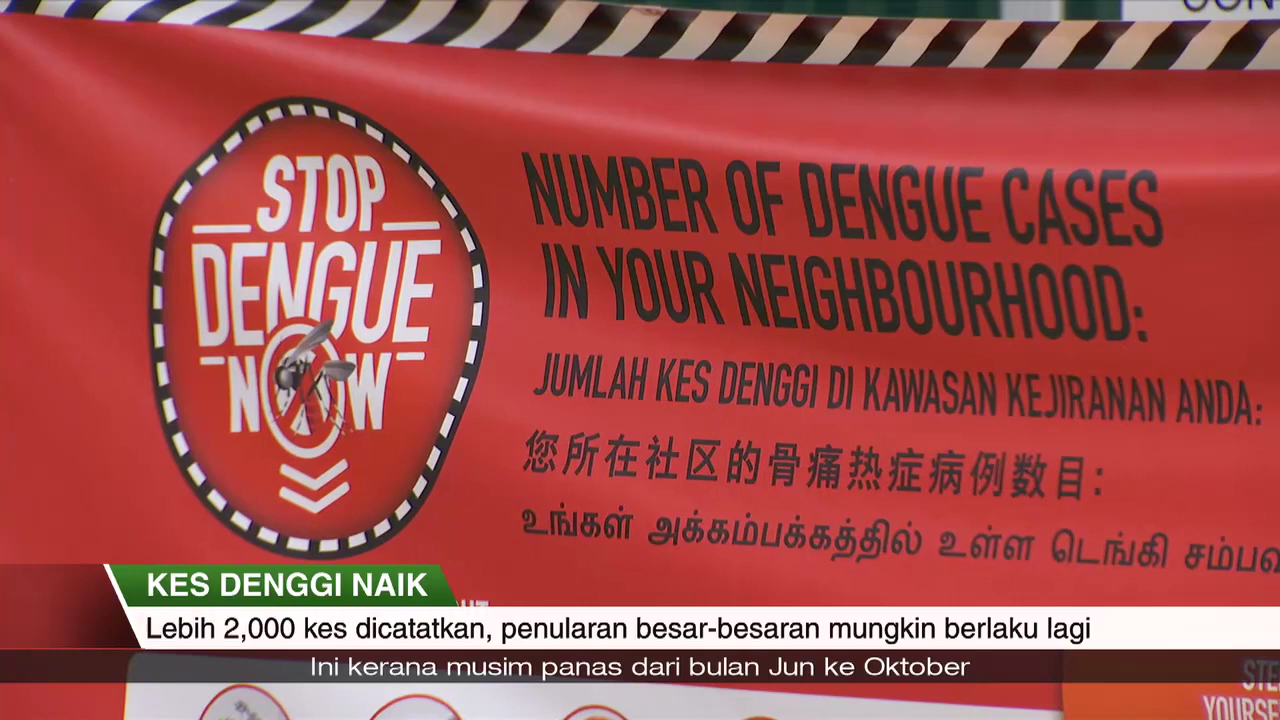 STOP
DENGUE
NOW
NUMBER OF DENGUE CASES
IN YOUR NEIGHBOURHOOD:
JUMLAH KES DENGGI DI KAWASAN KEJIRANAN ANDA:
您所在社区的骨痛热症病例数目:
உங்கள் அக்கம்பக்கத்தில் உள்ள டெங்கி
KES DENGGI NAIK
Lebih 2,000 kes dicatatkan, penularan besar-besaran mungkin berlaku lagi
Ini kerana musim panas dari bulan Jun ke Oktober